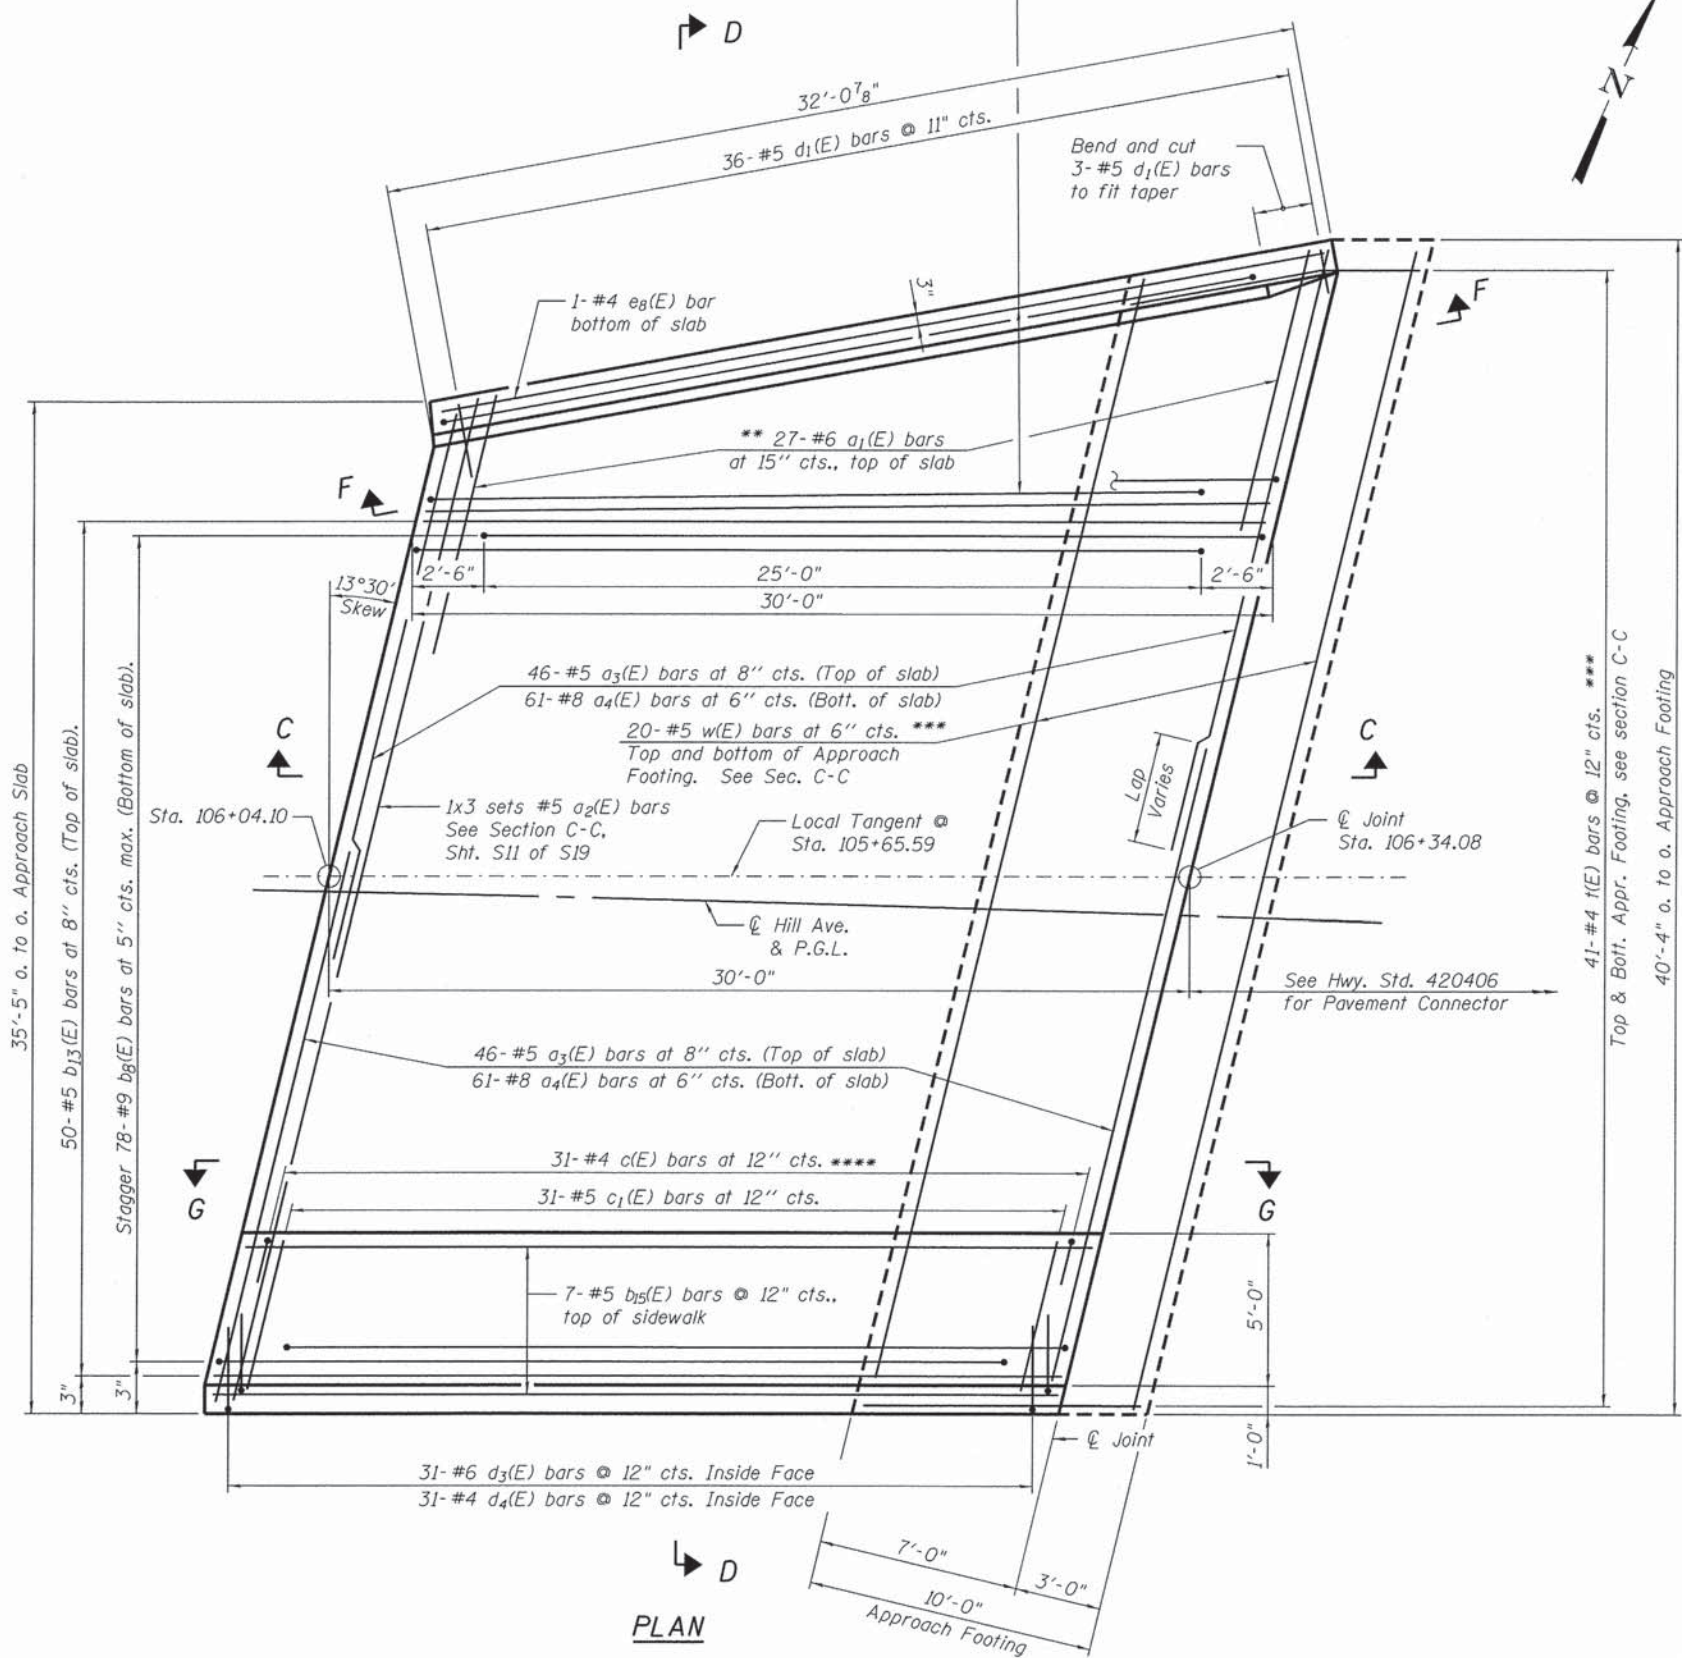 D
N
32'-0 7/8"
36- #5 d1(E) bars @ 11" cts.
Bend and cut
3- #5 d1(E) bars
to fit taper
1- #4 e8(E) bar
bottom of slab
3"
F
** 27- #6 a1(E) bars
at 15" cts., top of slab
F
2'-6"
25'-0"
2'-6"
30'-0"
13°30'
Skew
46- #5 a3(E) bars at 8" cts. (Top of slab)
61- #8 a4(E) bars at 6" cts. (Bott. of slab)
20- #5 w(E) bars at 6" cts. ***
Top and bottom of Approach
Footing. See Sec. C-C
C
C
Lap
Varies
Sta. 106+04.10
1x3 sets #5 a2(E) bars
See Section C-C,
Sht. S11 of S19
Local Tangent @
Sta. 105+65.59
℄ Joint
Sta. 106+34.08
℄ Hill Ave.
& P.G.L.
30'-0"
See Hwy. Std. 420406
for Pavement Connector
35'-5" o. to o. Approach Slab
50- #5 b13(E) bars at 8" cts. (Top of slab).
Stagger 78- #9 b8(E) bars at 5" cts. max. (Bottom of slab).
41- #4 t(E) bars @ 12" cts. ***
Top & Bott. Appr. Footing, see section C-C
40'-4" o. to o. Approach Footing
46- #5 a3(E) bars at 8" cts. (Top of slab)
61- #8 a4(E) bars at 6" cts. (Bott. of slab)
31- #4 c(E) bars at 12" cts. ****
31- #5 c1(E) bars at 12" cts.
G
G
7- #5 b15(E) bars @ 12" cts.,
top of sidewalk
5'-0"
3"
3"
1'-0"
℄ Joint
31- #6 d3(E) bars @ 12" cts. Inside Face
31- #4 d4(E) bars @ 12" cts. Inside Face
7'-0"
3'-0"
10'-0"
Approach Footing
D
PLAN